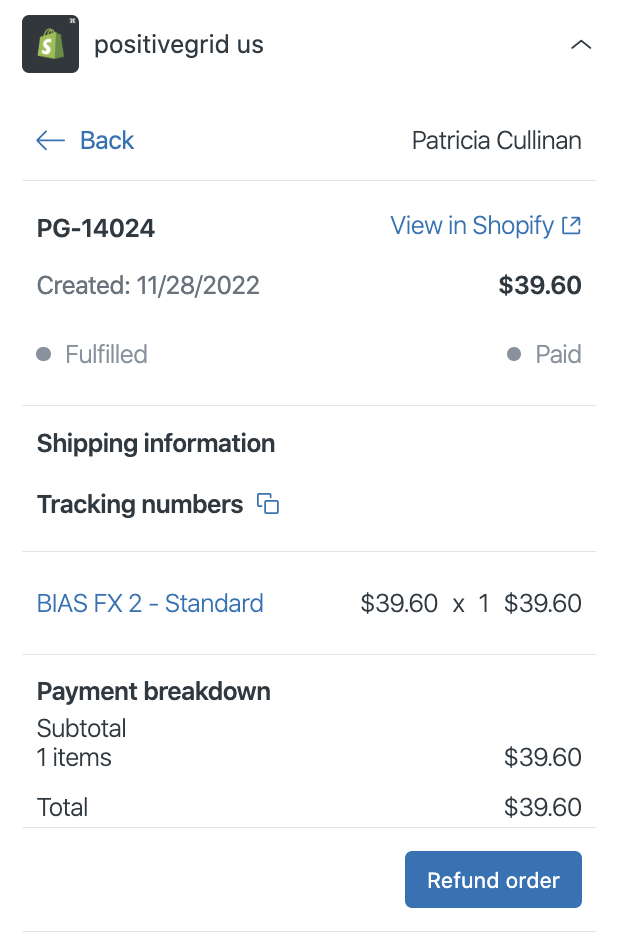 positivegrid us
Back
Patricia Cullinan
PG-14024
View in Shopify
Created: 11/28/2022
$39.60
Fulfilled
Paid
Shipping information
Tracking numbers
BIAS FX 2 - Standard $39.60 x 1 $39.60
Payment breakdown
Subtotal
1 items $39.60
Total $39.60
Refund order